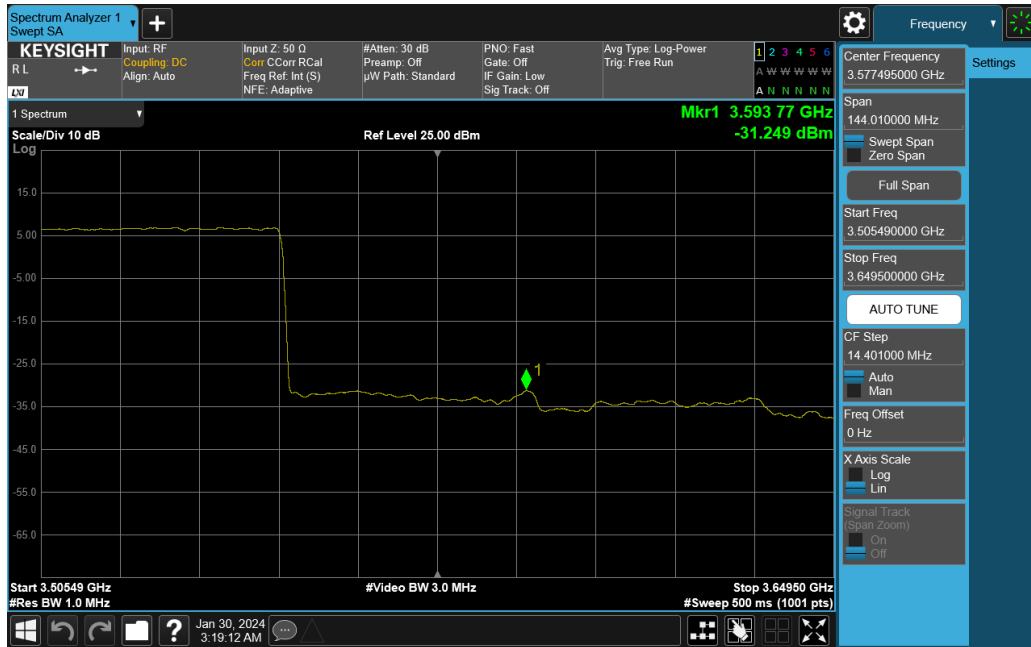 Spectrum Analyzer 1
Swept SA
Frequency
KEYSIGHT
R L
LXI
Input: RF
Coupling: DC
Align: Auto
Input Z: 50 Ω
Corr CCorr RCal
Freq Ref: Int (S)
NFE: Adaptive
#Atten: 30 dB
Preamp: Off
µW Path: Standard
PNO: Fast
Gate: Off
IF Gain: Low
Sig Track: Off
Avg Type: Log-Power
Trig: Free Run
1 2 3 4 5 6
A W W W W W
A N N N N N
1 Spectrum
Scale/Div 10 dB
Ref Level 25.00 dBm
Mkr1 3.593 77 GHz
-31.249 dBm
Log
15.0
5.00
-5.00
-15.0
-25.0
-35.0
-45.0
-55.0
-65.0
1
Start 3.50549 GHz
#Res BW 1.0 MHz
#Video BW 3.0 MHz
Stop 3.64950 GHz
#Sweep 500 ms (1001 pts)
?
Jan 30, 2024
3:19:12 AM
Center Frequency
3.577495000 GHz
Settings
Span
144.010000 MHz
Swept Span
Zero Span
Full Span
Start Freq
3.505490000 GHz
Stop Freq
3.649500000 GHz
AUTO TUNE
CF Step
14.401000 MHz
Auto
Man
Freq Offset
0 Hz
X Axis Scale
Log
Lin
Signal Track
(Span Zoom)
On
Off